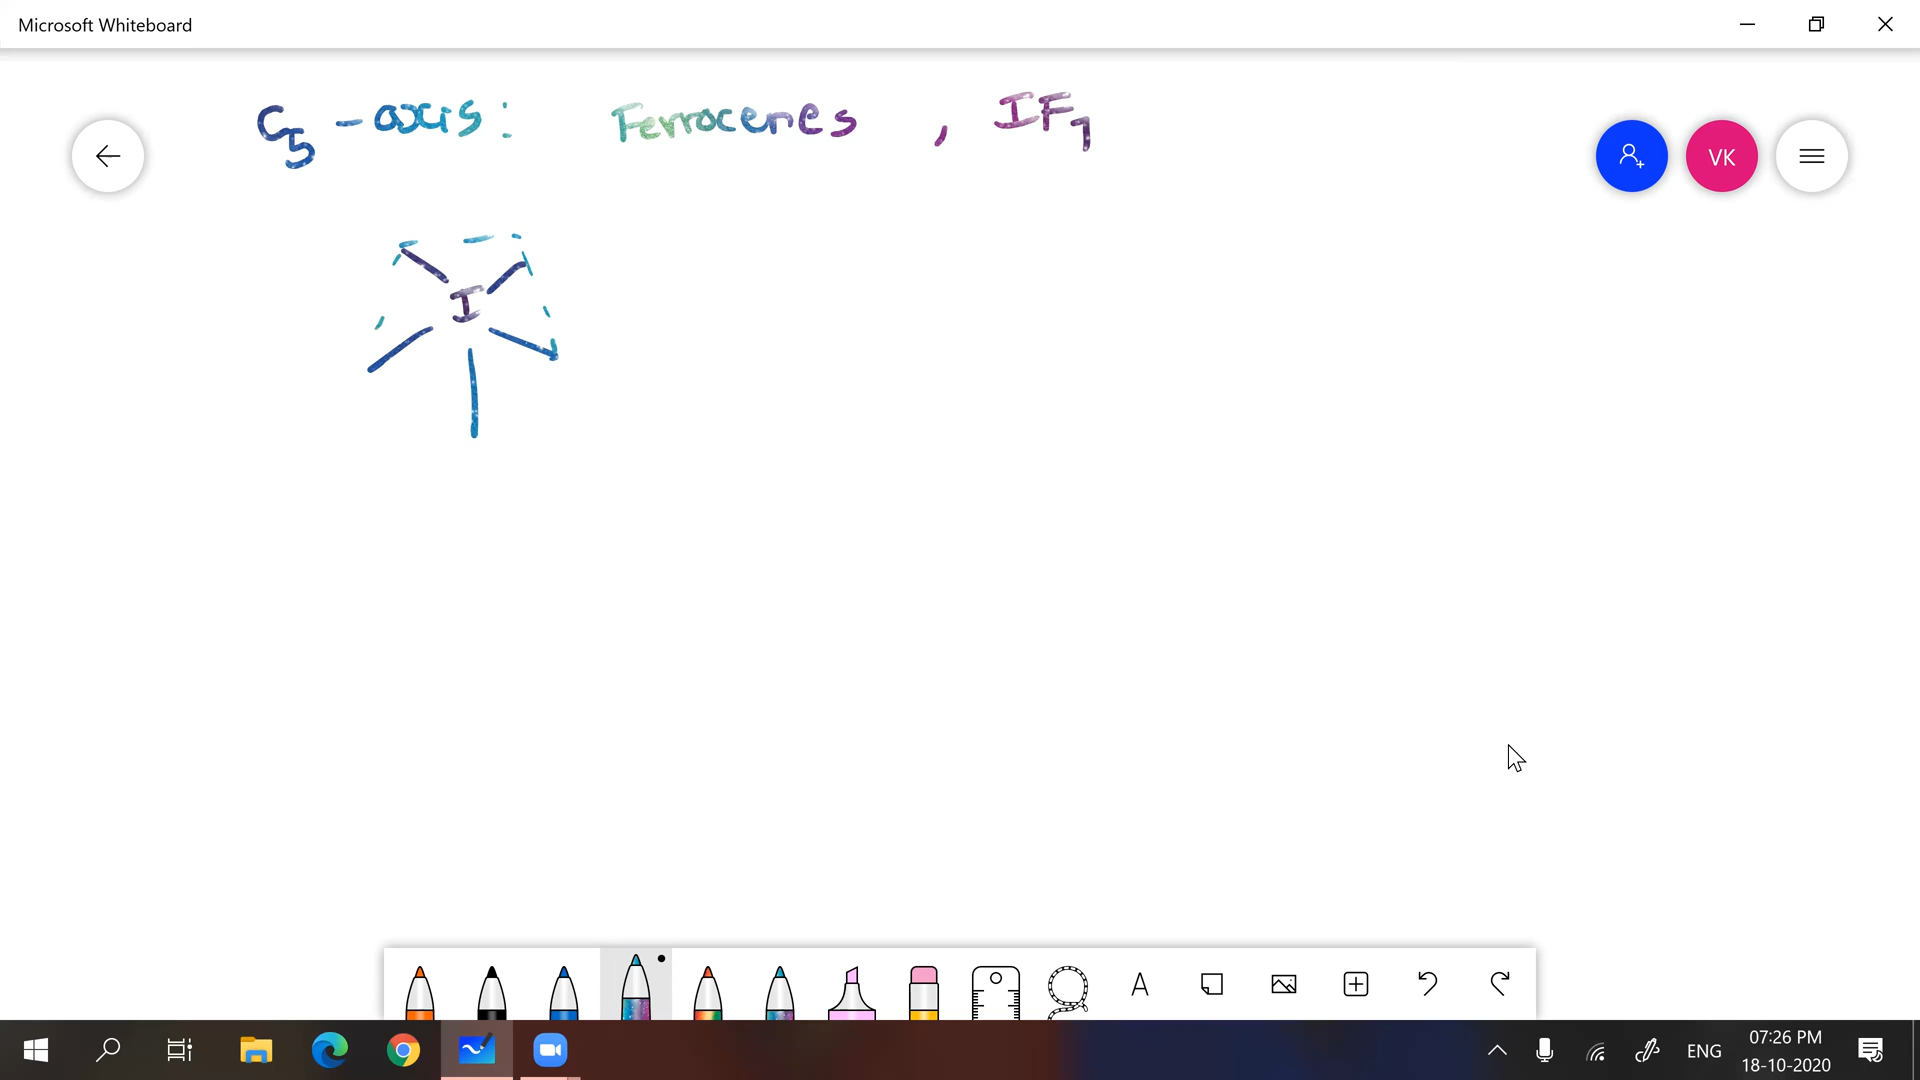 Microsoft Whiteboard
C5 - axis: Ferrocenes , IF7
VK
I
A
ENG
07:26 PM
18-10-2020